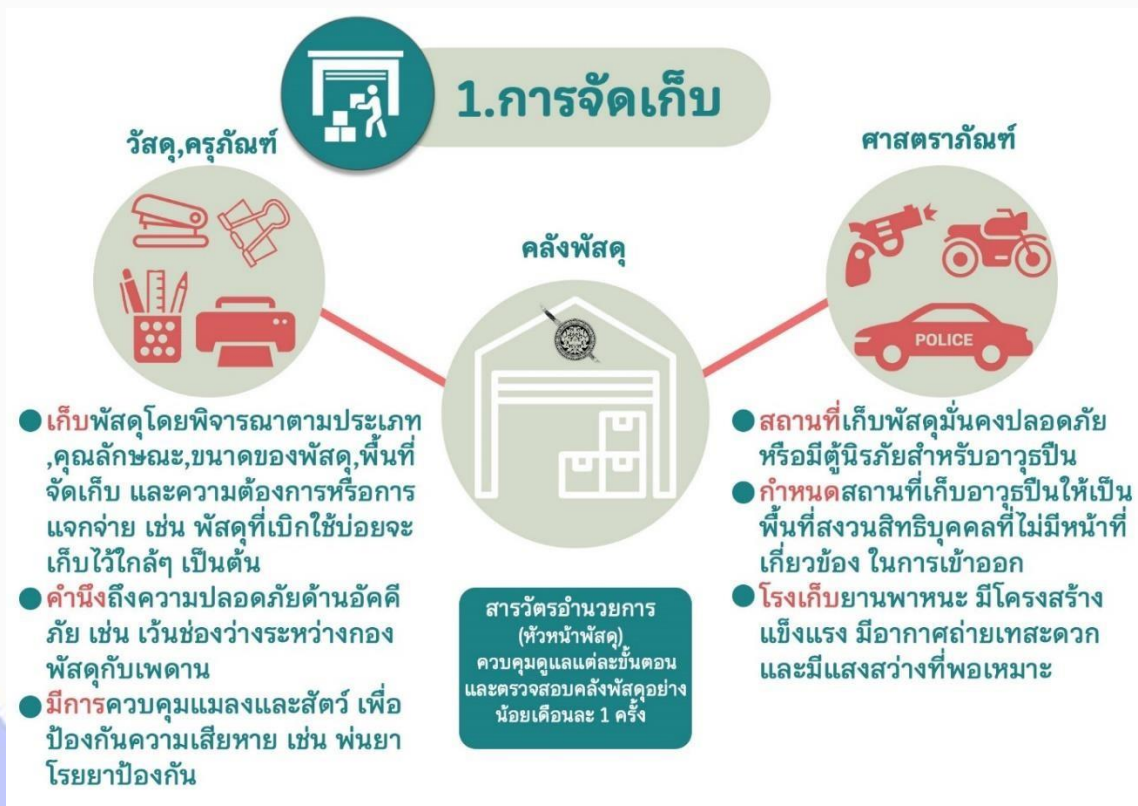 1.การจัดเก็บ
วัสดุ,ครุภัณฑ์
คลังพัสดุ
ศาสตราภัณฑ์
POLICE
เก็บพัสดุโดยพิจารณาตามประเภท
,คุณลักษณะ,ขนาดของพัสดุ,พื้นที่
จัดเก็บ และความต้องการหรือการ
แจกจ่าย เช่น พัสดุที่เบิกใช้บ่อยจะ
เก็บไว้ใกล้ๆ เป็นต้น
คำนึงถึงความปลอดภัยด้านอัคคี
ภัย เช่น เว้นช่องว่างระหว่างกอง
พัสดุกับเพดาน
มีการควบคุมแมลงและสัตว์ เพื่อ
ป้องกันความเสียหาย เช่น พ่นยา
โรยยาป้องกัน
สารวัตรอำนวยการ
(หัวหน้าพัสดุ)
ควบคุมดูแลแต่ละขั้นตอน
และตรวจสอบคลังพัสดุอย่าง
น้อยเดือนละ 1 ครั้ง
สถานที่เก็บพัสดุมั่นคงปลอดภัย
หรือมีตู้นิรภัยสำหรับอาวุธปืน
กำหนดสถานที่เก็บอาวุธปืนให้เป็น
พื้นที่สงวนสิทธิบุคคลที่ไม่มีหน้าที่
เกี่ยวข้อง ในการเข้าออก
โรงเก็บยานพาหนะ มีโครงสร้าง
แข็งแรง มีอากาศถ่ายเทสะดวก
และมีแสงสว่างที่พอเหมาะ